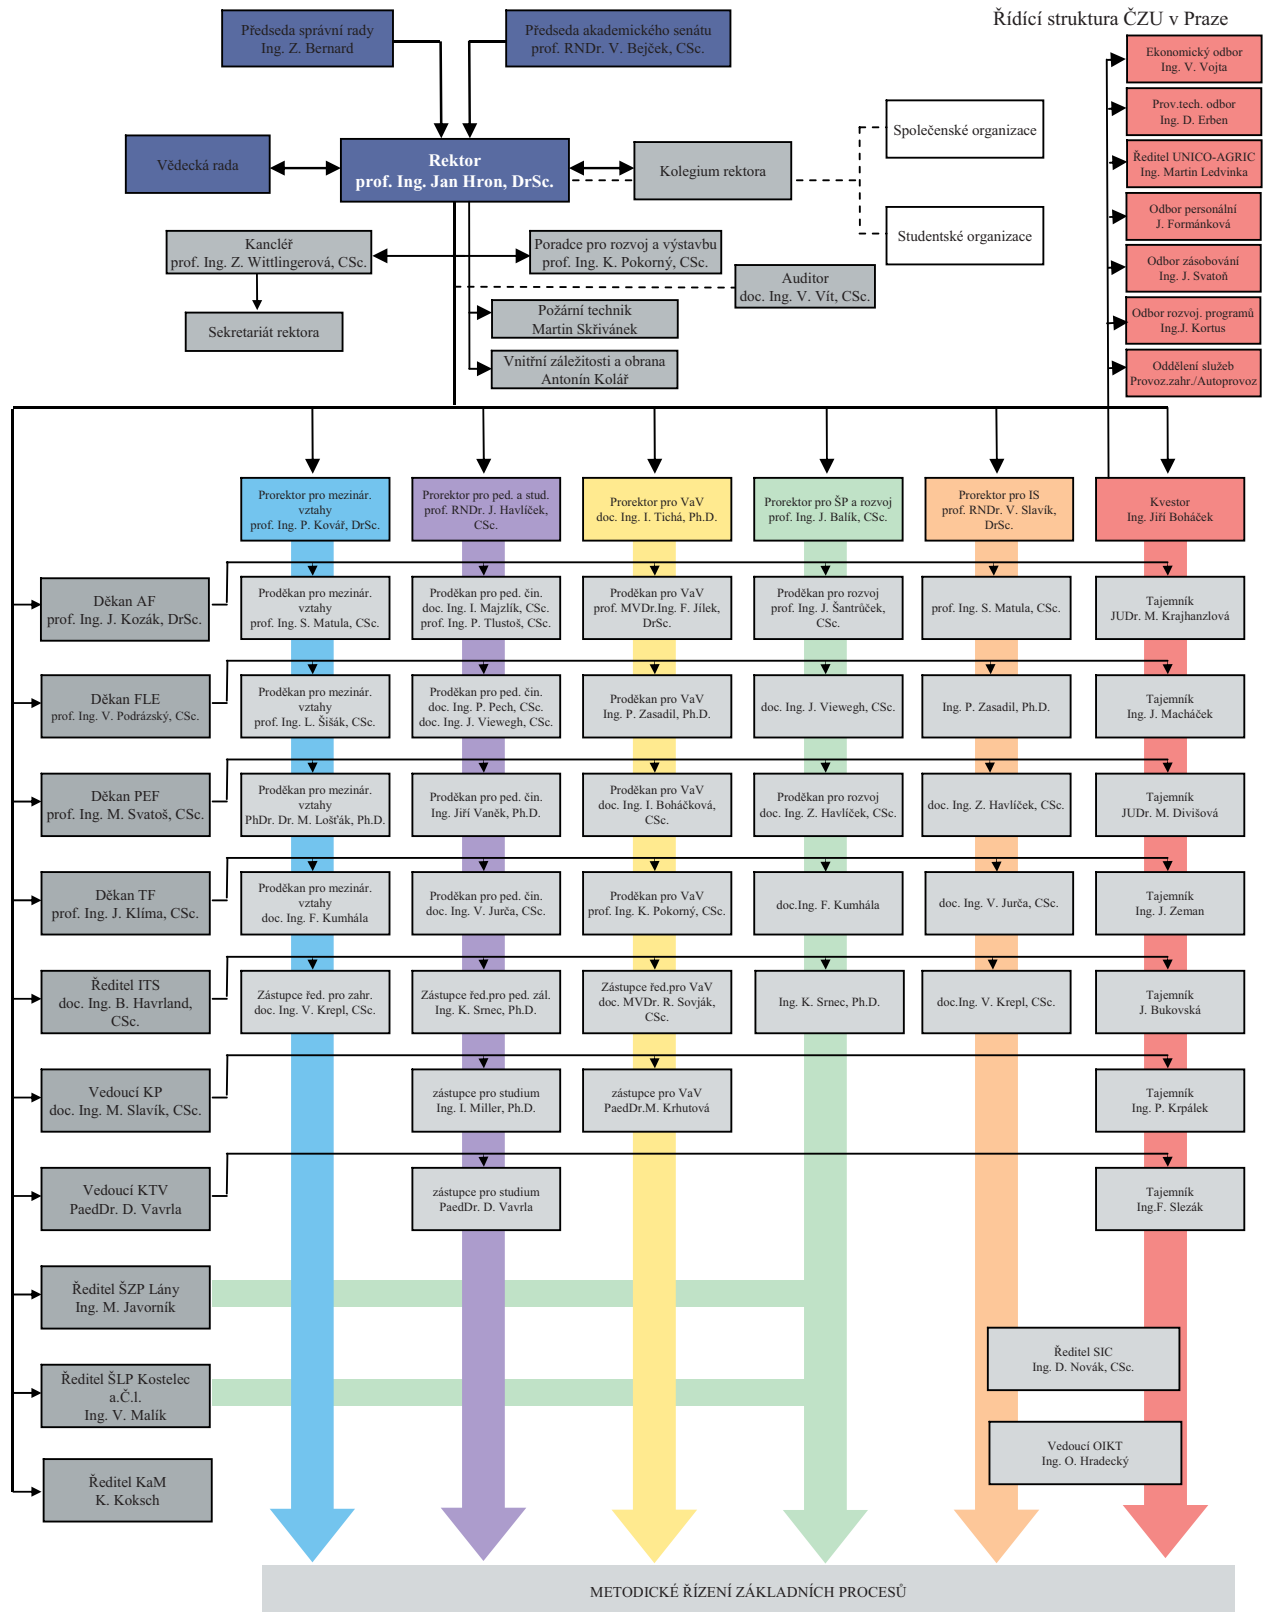 Řídící struktura ČZU v Praze
Předseda správní rady
Ing. Z. Bernard
Předseda akademického senátu
prof. RNDr. V. Bejček, CSc.
Ekonomický odbor
Ing. V. Vojta
Prov.tech. odbor
Ing. D. Erben
Ředitel UNICO-AGRIC
Ing. Martin Ledvinka
Odbor personální
J. Formánková
Odbor zásobování
Ing. J. Svatoň
Odbor rozvoj. programů
Ing.J. Kortus
Oddělení služeb
Provoz.zahr./Autoprovoz
Vědecká rada
Rektor
prof. Ing. Jan Hron, DrSc.
Kolegium rektora
Společenské organizace
Studentské organizace
Kancléř
prof. Ing. Z. Wittlingerová, CSc.
Poradce pro rozvoj a výstavbu
prof. Ing. K. Pokorný, CSc.
Auditor
doc. Ing. V. Vít, CSc.
Sekretariát rektora
Požární technik
Martin Skřivánek
Vnitřní záležitosti a obrana
Antonín Kolář
Prorektor pro mezinár.
vztahy
prof. Ing. P. Kovář, DrSc.
Prorektor pro ped. a stud.
prof. RNDr. J. Havlíček,
CSc.
Prorektor pro VaV
doc. Ing. I. Tichá, Ph.D.
Prorektor pro ŠP a rozvoj
prof. Ing. J. Balík, CSc.
Prorektor pro IS
prof. RNDr. V. Slavík,
DrSc.
Kvestor
Ing. Jiří Boháček
Děkan AF
prof. Ing. J. Kozák, DrSc.
Proděkan pro mezinár.
vztahy
prof. Ing. S. Matula, CSc.
Proděkan pro ped. čin.
doc. Ing. I. Majzlík, CSc.
prof. Ing. P. Tlustoš, CSc.
Proděkan pro VaV
prof. MVDr.Ing. F. Jílek,
DrSc.
Proděkan pro rozvoj
prof. Ing. J. Šantrůček,
CSc.
prof. Ing. S. Matula, CSc.
Tajemník
JUDr. M. Krajhanzlová
Děkan FLE
prof. Ing. V. Podrázský, CSc.
Proděkan pro mezinár.
vztahy
prof. Ing. L. Šišák, CSc.
Proděkan pro ped. čin.
doc. Ing. P. Pech, CSc.
doc. Ing. J. Viewegh, CSc.
Proděkan pro VaV
Ing. P. Zasadil, Ph.D.
doc. Ing. J. Viewegh, CSc.
Ing. P. Zasadil, Ph.D.
Tajemník
Ing. J. Macháček
Děkan PEF
prof. Ing. M. Svatoš, CSc.
Proděkan pro mezinár.
vztahy
PhDr. Dr. M. Lošťák, Ph.D.
Proděkan pro ped. čin.
Ing. Jiří Vaněk, Ph.D.
Proděkan pro VaV
doc. Ing. I. Boháčková,
CSc.
Proděkan pro rozvoj
doc. Ing. Z. Havlíček, CSc.
doc. Ing. Z. Havlíček, CSc.
Tajemník
JUDr. M. Divišová
Děkan TF
prof. Ing. J. Klíma, CSc.
Proděkan pro mezinár.
vztahy
doc. Ing. F. Kumhála
Proděkan pro ped. čin.
doc. Ing. V. Jurča, CSc.
Proděkan pro VaV
prof. Ing. K. Pokorný, CSc.
doc.Ing. F. Kumhála
doc. Ing. V. Jurča, CSc.
Tajemník
Ing. J. Zeman
Ředitel ITS
doc. Ing. B. Havrland,
CSc.
Zástupce řed. pro zahr.
doc. Ing. V. Krepl, CSc.
Zástupce řed.pro ped. zál.
Ing. K. Srnec, Ph.D.
Zástupce řed.pro VaV
doc. MVDr. R. Sovják,
CSc.
Ing. K. Srnec, Ph.D.
doc.Ing. V. Krepl, CSc.
Tajemník
J. Bukovská
Vedoucí KP
doc. Ing. M. Slavík, CSc.
zástupce pro studium
Ing. I. Miller, Ph.D.
zástupce pro VaV
PaedDr.M. Krhutová
Tajemník
Ing. P. Krpálek
Vedoucí KTV
PaedDr. D. Vavrla
zástupce pro studium
PaedDr. D. Vavrla
Tajemník
Ing.F. Slezák
Ředitel ŠZP Lány
Ing. M. Javorník
Ředitel SIC
Ing. D. Novák, CSc.
Ředitel ŠLP Kostelec
a.Č.l.
Ing. V. Malík
Vedoucí OIKT
Ing. O. Hradecký
Ředitel KaM
K. Koksch
METODICKÉ ŘÍZENÍ ZÁKLADNÍCH PROCESŮ